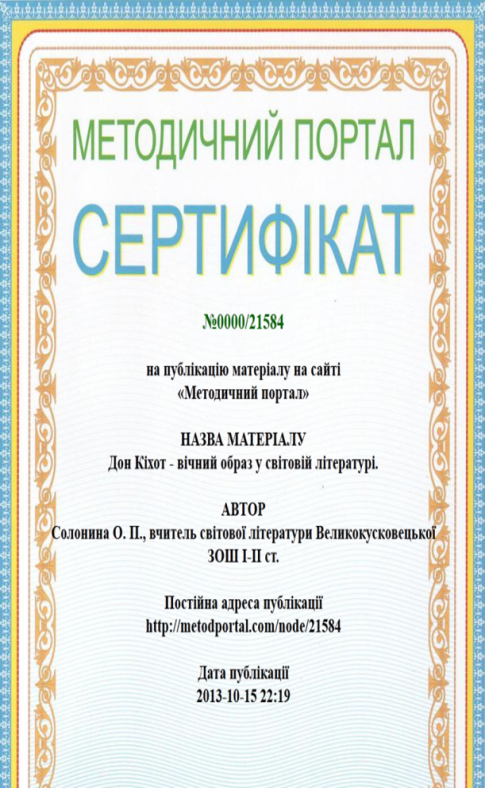 МЕТОДИЧНИЙ ПОРТАЛ
СЕРТИФІКАТ
№0000/21584
на публікацію матеріалу на сайті
«Методичний портал»
НАЗВА МАТЕРІАЛУ
Дон Кіхот - вічний образ у світовій літературі.
АВТОР
Солонина О. П., вчитель світової літератури Великокусковецької
ЗОШ І-ІІ ст.
Постійна адреса публікації
http://metodportal.com/node/21584
Дата публікації
2013-10-15 22:19